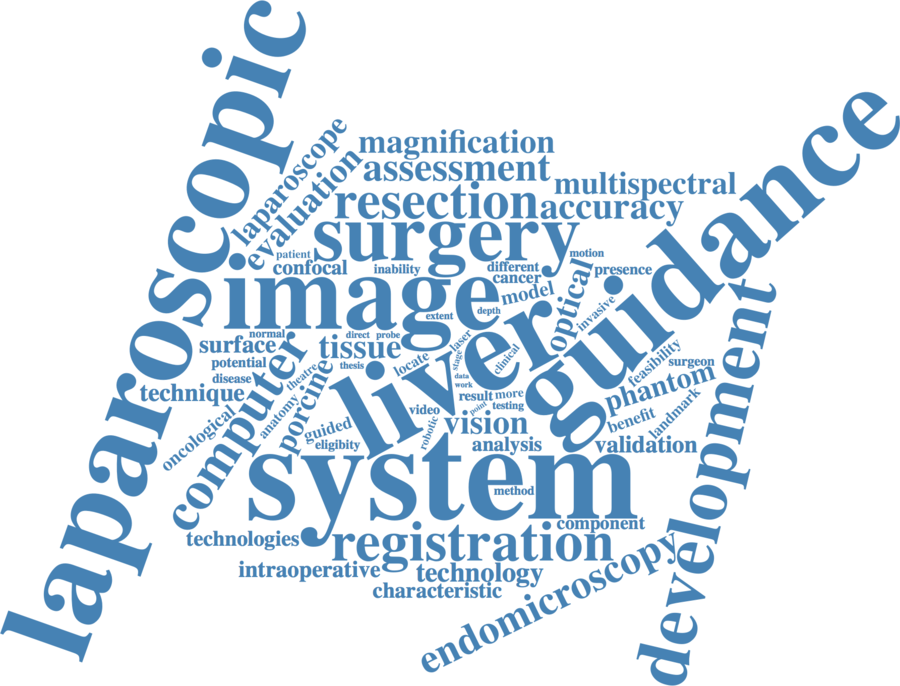 laparoscopic
laparoscope
evaluation
magnification
assessment
multispectral
resection
accuracy
guidance
surgery
patient
confocal
inability
motion
different
cancer
presence
image
extent
depth
model
optical
invasive
normal
surface
direct
probe
tissue
thesis
potential
disease
technique
computer
theatre
anatomy
porcine
oncological
guided
eligibity
liver
locate
laser
stage
clinical
data
work
result
more
point
testing
video
robotic
vision
analysis
feasibility
surgeon
phantom
landmark
benefit
validation
development
system
method
component
technologies
registration
intraoperative
technology
characteristic
endomicroscopy